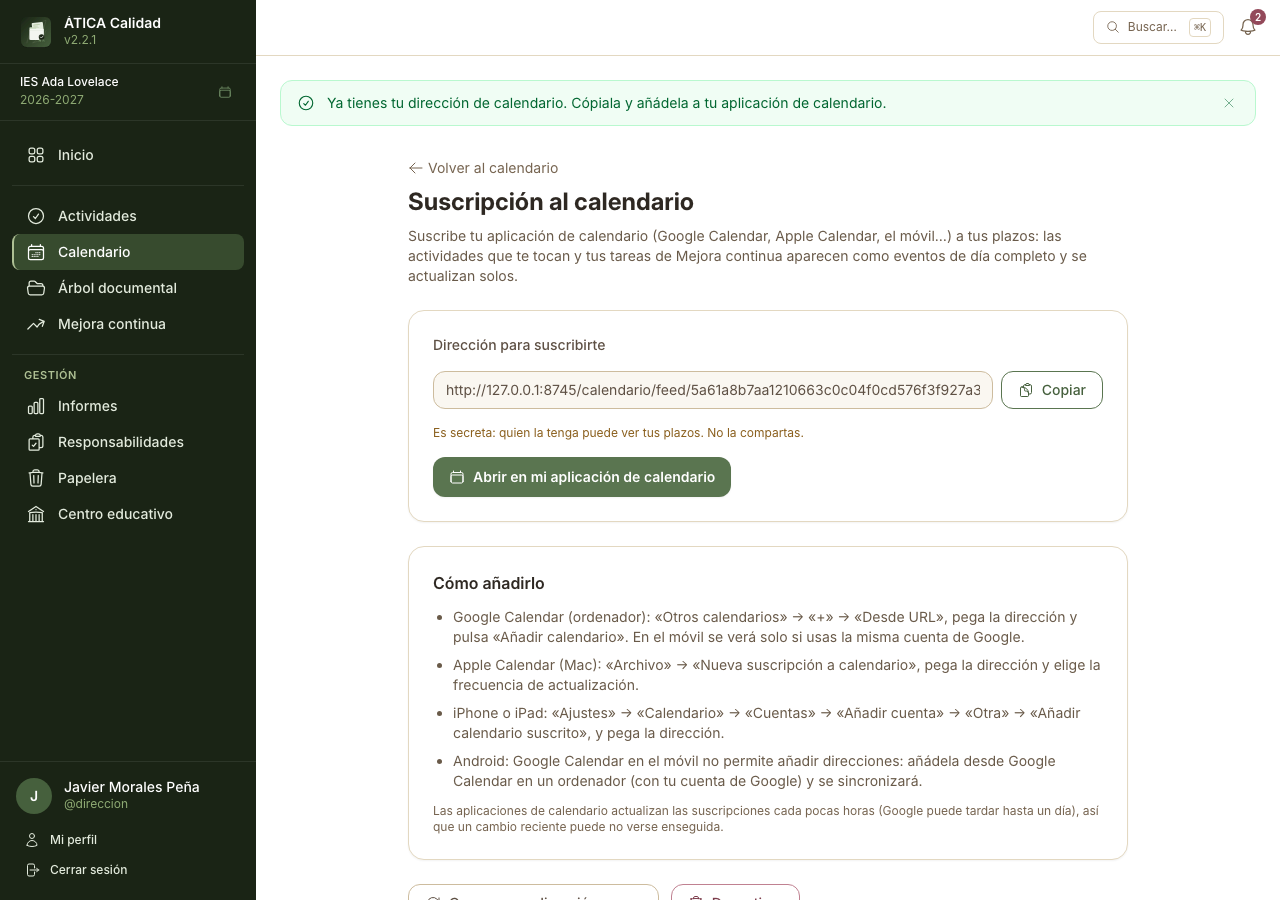 ÁTICA Calidad
v2.2.1
IES Ada Lovelace
2026-2027
Inicio
Actividades
Calendario
Árbol documental
Mejora continua
GESTIÓN
Informes
Responsabilidades
Papelera
Centro educativo
Javier Morales Peña
@direccion
Mi perfil
Cerrar sesión
J
Buscar...
⌘K
2
Ya tienes tu dirección de calendario. Cópiala y añádela a tu aplicación de calendario.
← Volver al calendario
Suscripción al calendario
Suscribe tu aplicación de calendario (Google Calendar, Apple Calendar, el móvil...) a tus plazos: las
actividades que te tocan y tus tareas de Mejora continua aparecen como eventos de día completo y se
actualizan solos.
Dirección para suscribirte
http://127.0.0.1:8745/calendario/feed/5a61a8b7aa1210663c0c04f0cd576f3f927a3
Copiar
Es secreta: quien la tenga puede ver tus plazos. No la compartas.
Abrir en mi aplicación de calendario
Cómo añadirlo
• Google Calendar (ordenador): «Otros calendarios» → «+» → «Desde URL», pega la dirección y
pulsa «Añadir calendario». En el móvil se verá solo si usas la misma cuenta de Google.
• Apple Calendar (Mac): «Archivo» → «Nueva suscripción a calendario», pega la dirección y elige la
frecuencia de actualización.
• iPhone o iPad: «Ajustes» → «Calendario» → «Cuentas» → «Añadir cuenta» → «Otra» → «Añadir
calendario suscrito», y pega la dirección.
• Android: Google Calendar en el móvil no permite añadir direcciones: añádela desde Google
Calendar en un ordenador (con tu cuenta de Google) y se sincronizará.
Las aplicaciones de calendario actualizan las suscripciones cada pocas horas (Google puede tardar hasta un día), así
que un cambio reciente puede no verse enseguida.